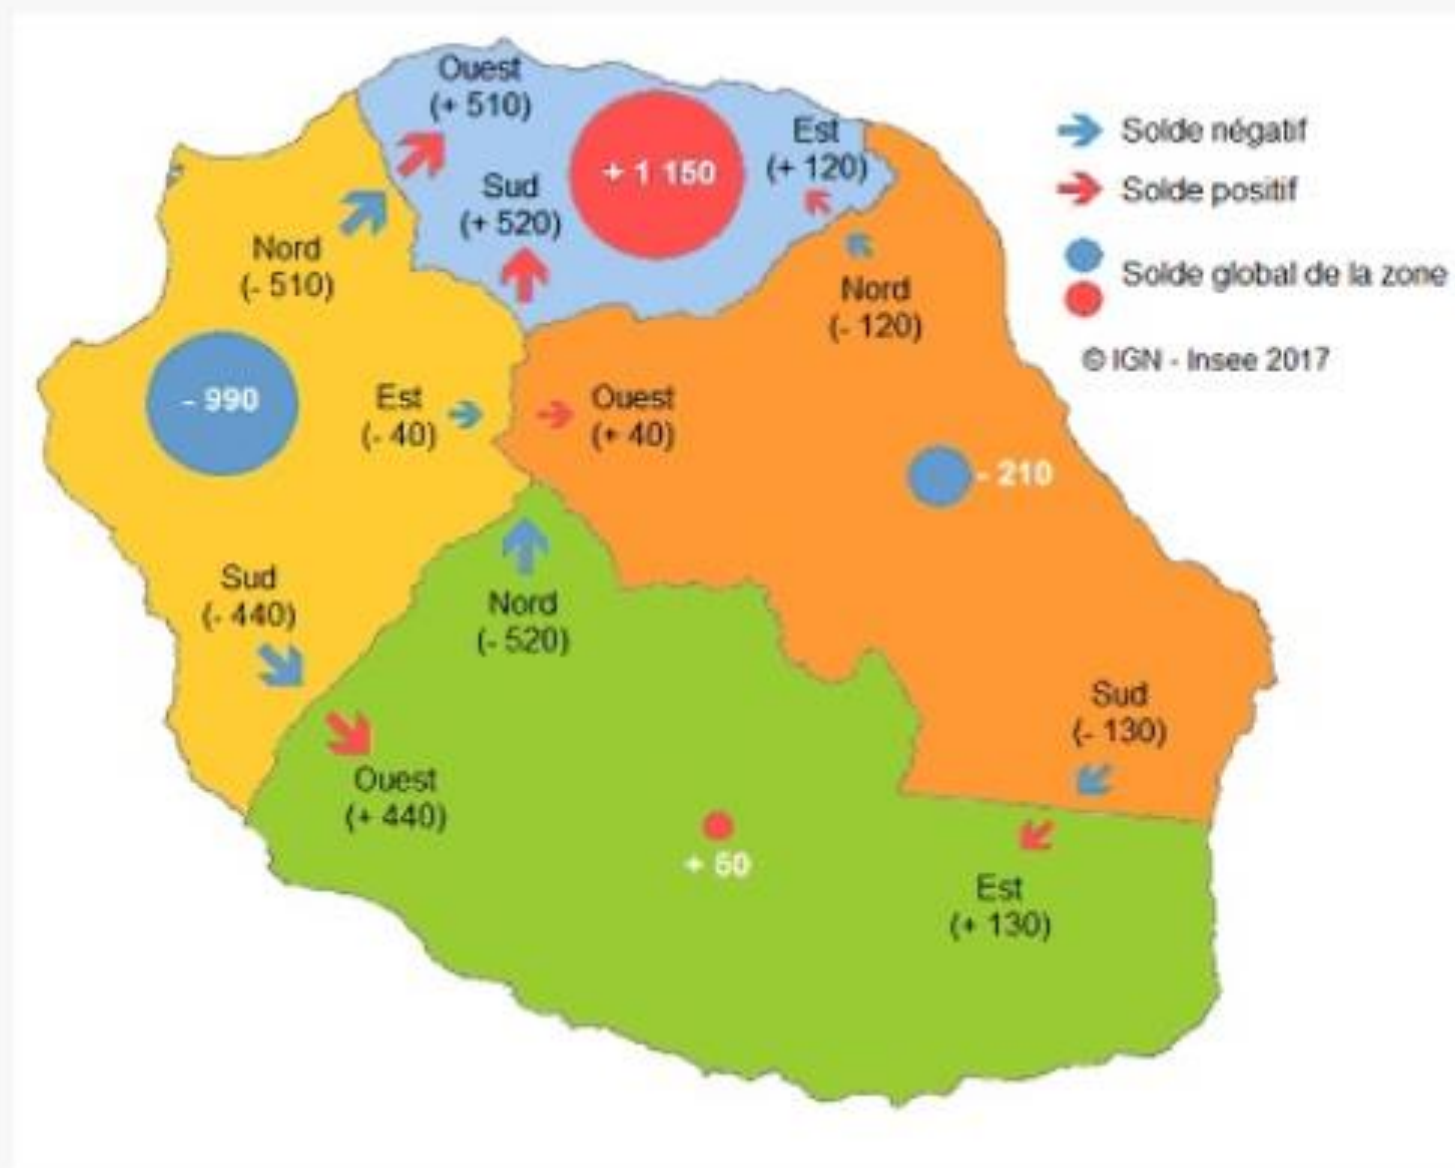 Ouest
(+ 510)
Sud
(+ 520)
+ 1 150
Est
(+ 120)
Nord
(- 510)
Nord
(- 120)
- 990
Est
(- 40)
Ouest
(+ 40)
- 210
Sud
(- 440)
Nord
(- 520)
Sud
(- 130)
Ouest
(+ 440)
+ 50
Est
(+ 130)
Solde négatif
Solde positif
Solde global de la zone
© IGN - Insee 2017